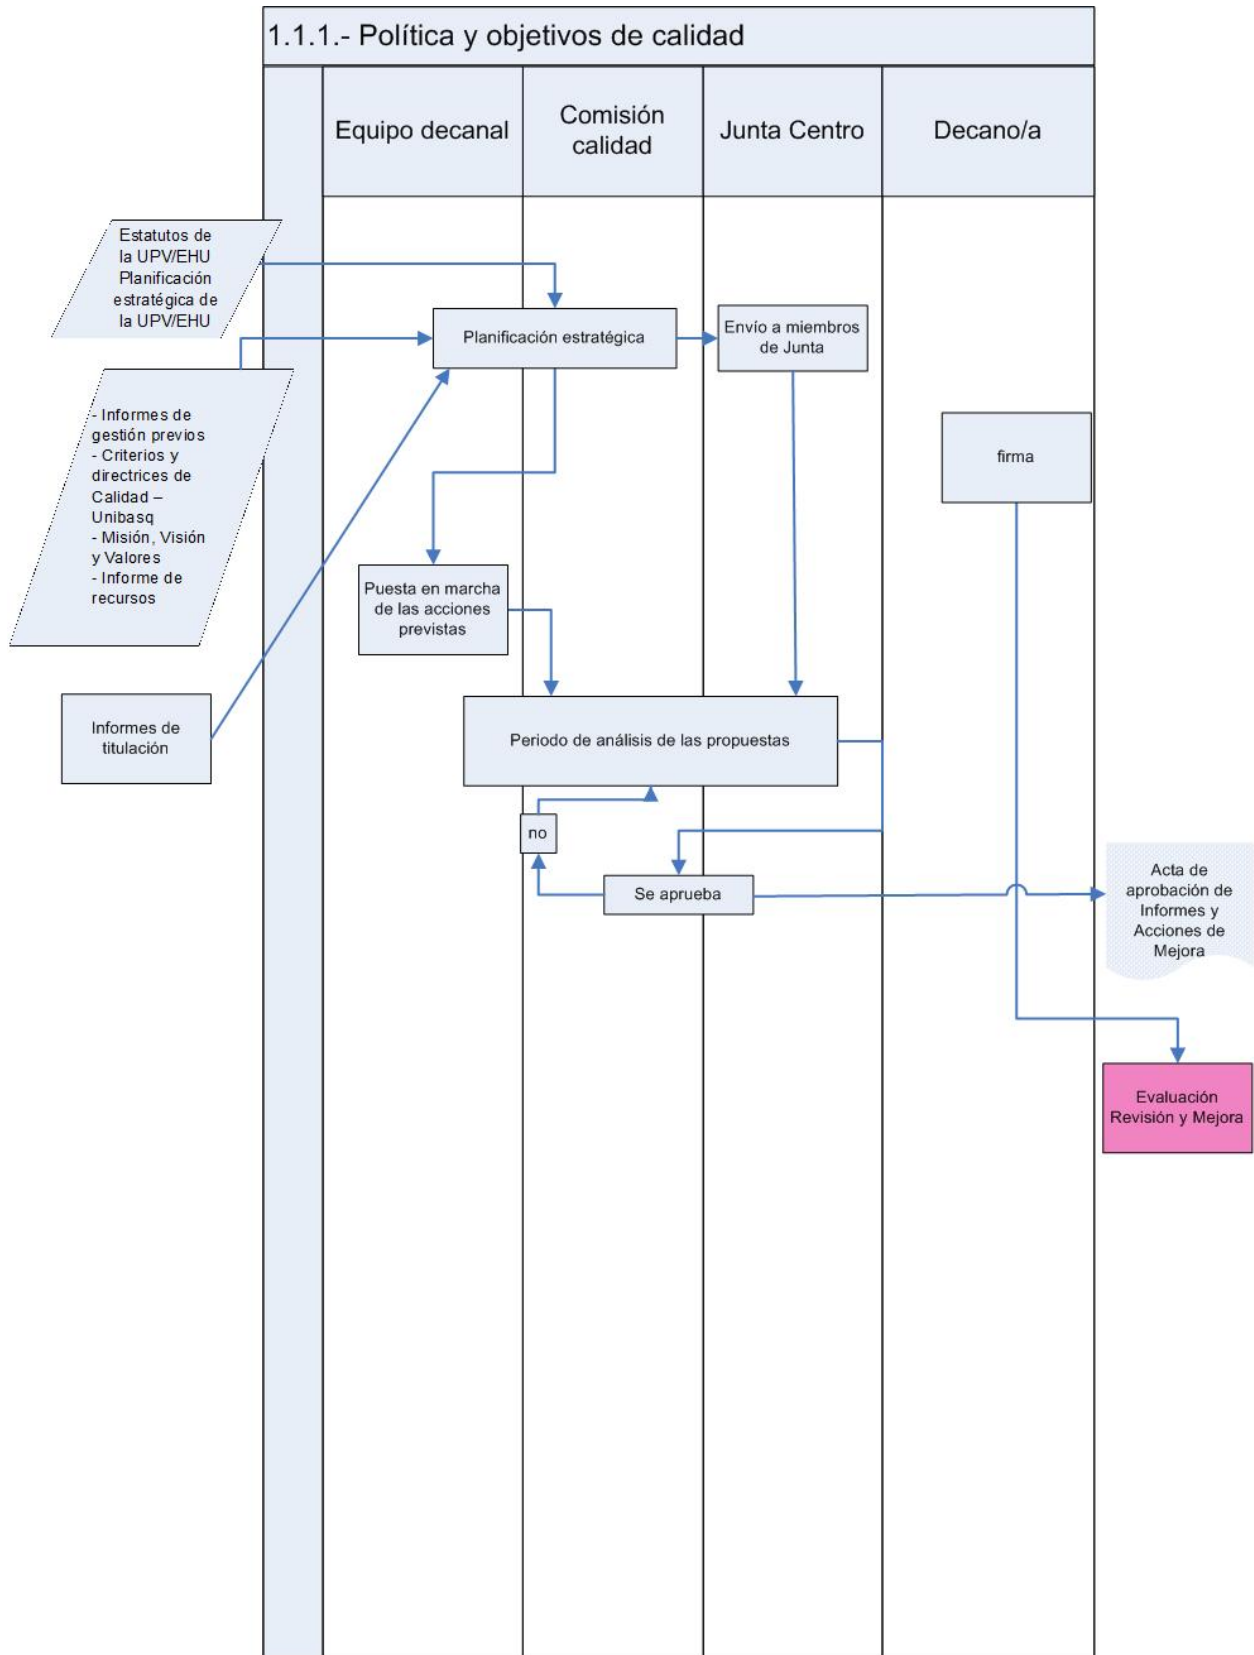 1.1.1.- Política y objetivos de calidad
Equipo decanal
Comisión
calidad
Junta Centro
Decano/a
Estatutos de
la UPV/EHU
Planificación
estratégica de
la UPV/EHU
Planificación estratégica
Envío a miembros
de Junta
- Informes de
gestión previos
- Criterios y
directrices de
Calidad –
Unibasq
- Misión, Visión
y Valores
- Informe de
recursos
firma
Puesta en marcha
de las acciones
previstas
Informes de
titulación
Periodo de análisis de las propuestas
no
Se aprueba
Acta de
aprobación de
Informes y
Acciones de
Mejora
Evaluación
Revisión y Mejora